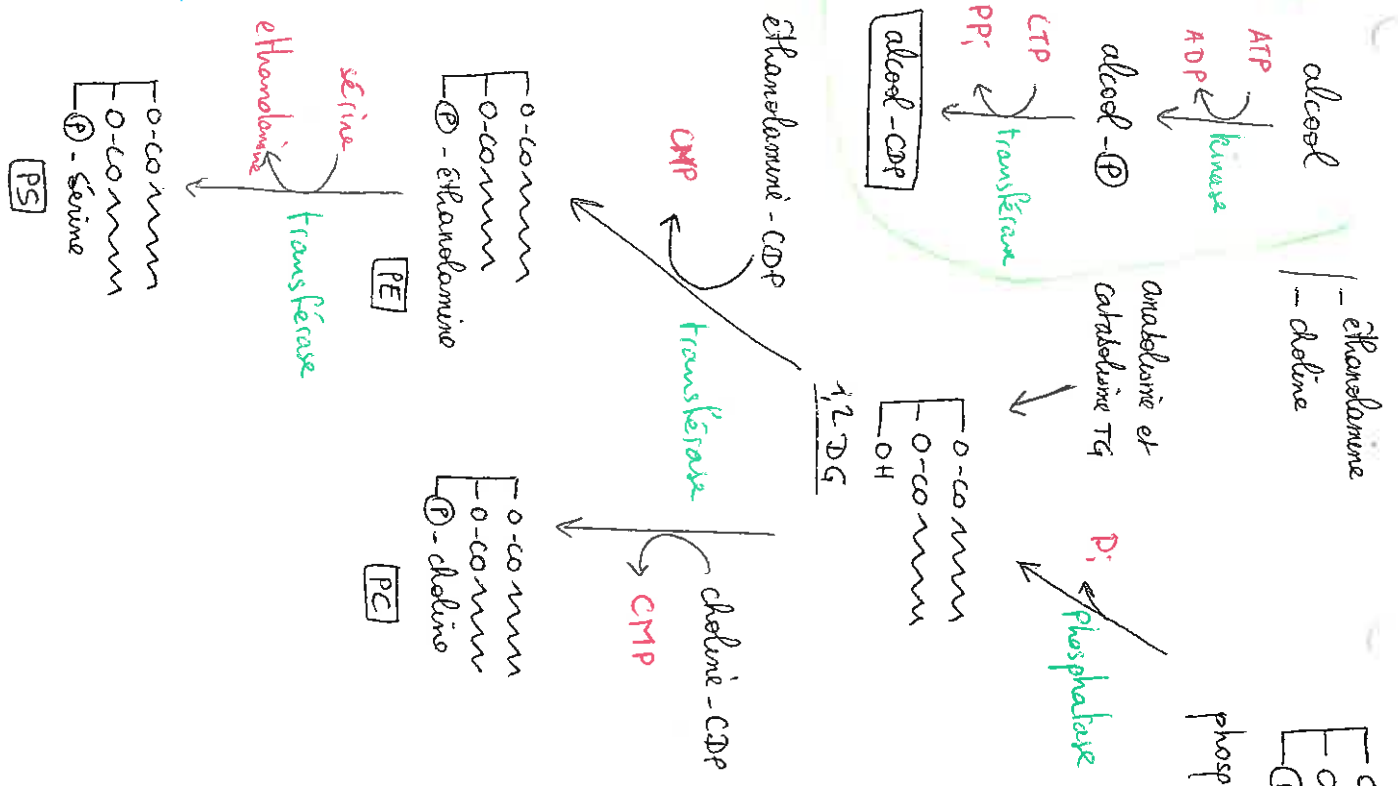 alcool
- éthanolamine
- choline
ATP
ADP
kinase
alcool - P
CTP
PPi
transférase
alcool - CDP
anabolisme et
catabolisme TG
Pi
phosphatase
phosp
O-CO
O-CO
OH
1,2 DG
éthanolamine - CDP
CMP
transférase
choline - CDP
CMP
O-CO
O-CO
P - éthanolamine
PE
O-CO
O-CO
P - choline
PC
sérine
ethanolamine
transférase
O-CO
O-CO
P - sérine
PS